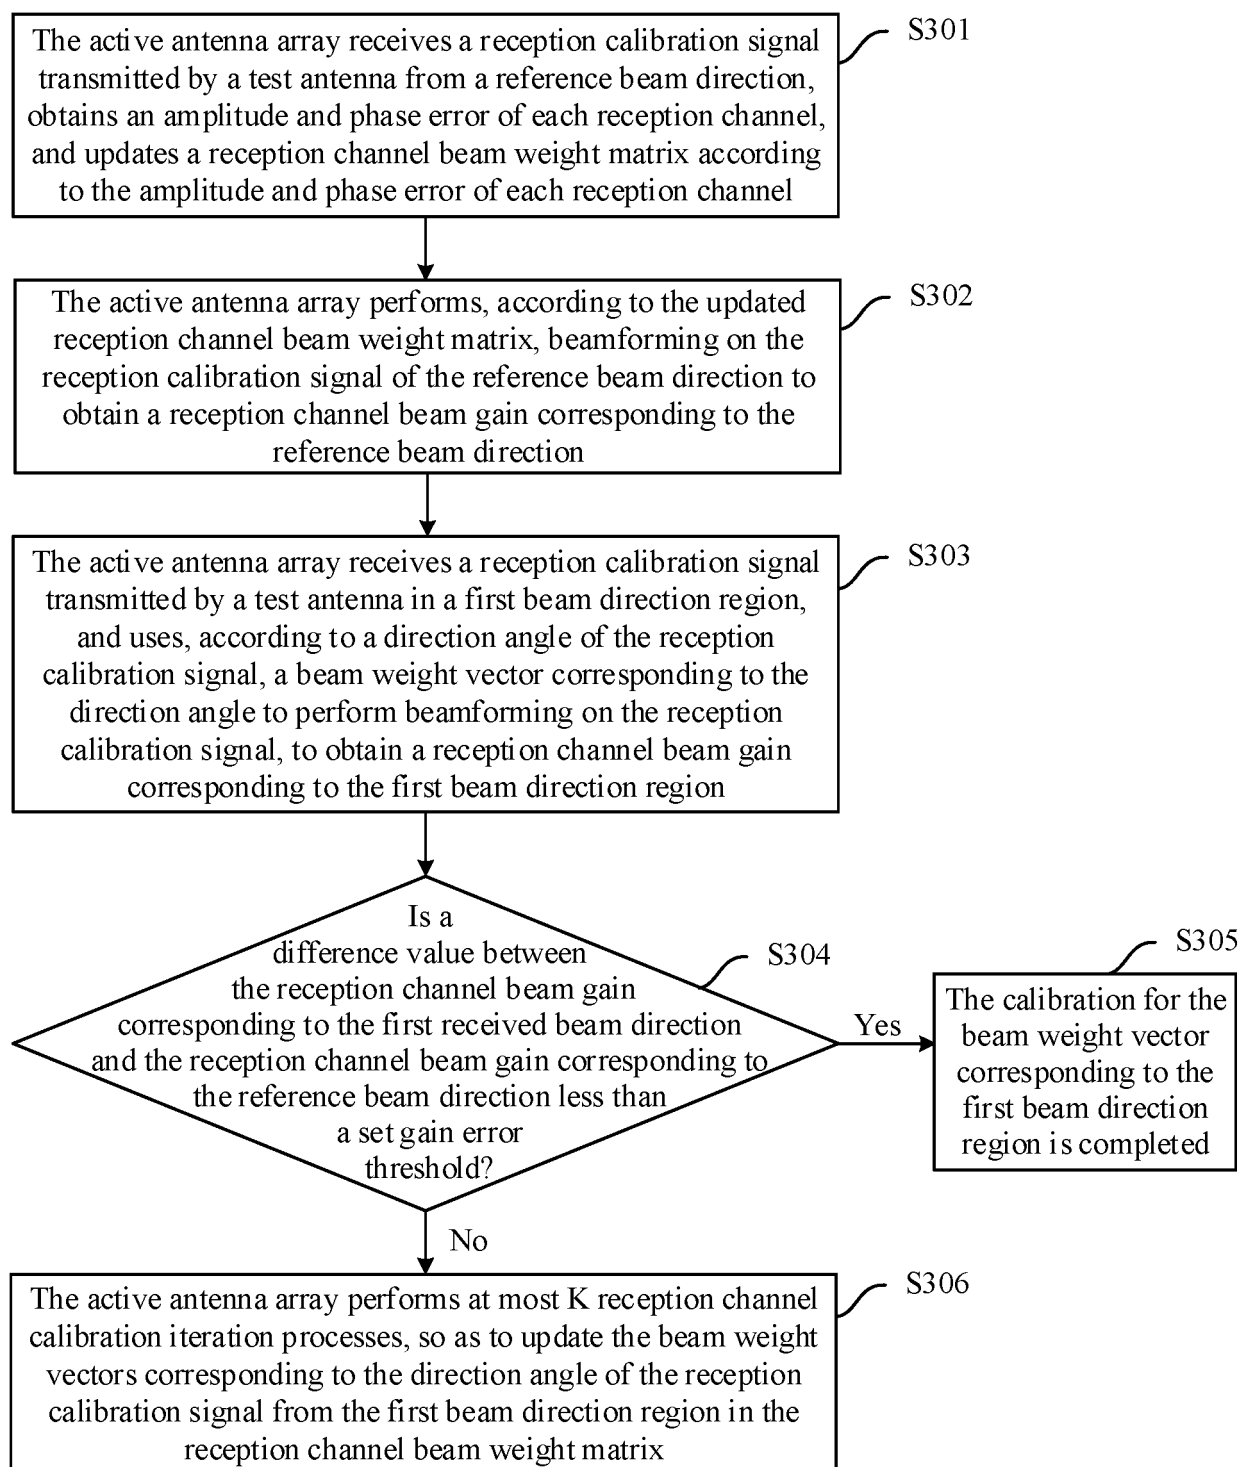 The active antenna array receives a reception calibration signal
transmitted by a test antenna from a reference beam direction,
obtains an amplitude and phase error of each reception channel,
and updates a reception channel beam weight matrix according
to the amplitude and phase error of each reception channel
S301
The active antenna array performs, according to the updated
reception channel beam weight matrix, beamforming on the
reception calibration signal of the reference beam direction to
obtain a reception channel beam gain corresponding to the
reference beam direction
S302
The active antenna array receives a reception calibration signal
transmitted by a test antenna in a first beam direction region,
and uses, according to a direction angle of the reception
calibration signal, a beam weight vector corresponding to the
direction angle to perform beamforming on the reception
calibration signal, to obtain a reception channel beam gain
corresponding to the first beam direction region
S303
Is a
difference value between
the reception channel beam gain
corresponding to the first received beam direction
and the reception channel beam gain corresponding to
the reference beam direction less than
a set gain error
threshold?
S304
Yes
S305
The calibration for the
beam weight vector
corresponding to the
first beam direction
region is completed
No
The active antenna array performs at most K reception channel
calibration iteration processes, so as to update the beam weight
vectors corresponding to the direction angle of the reception
calibration signal from the first beam direction region in the
reception channel beam weight matrix
S306